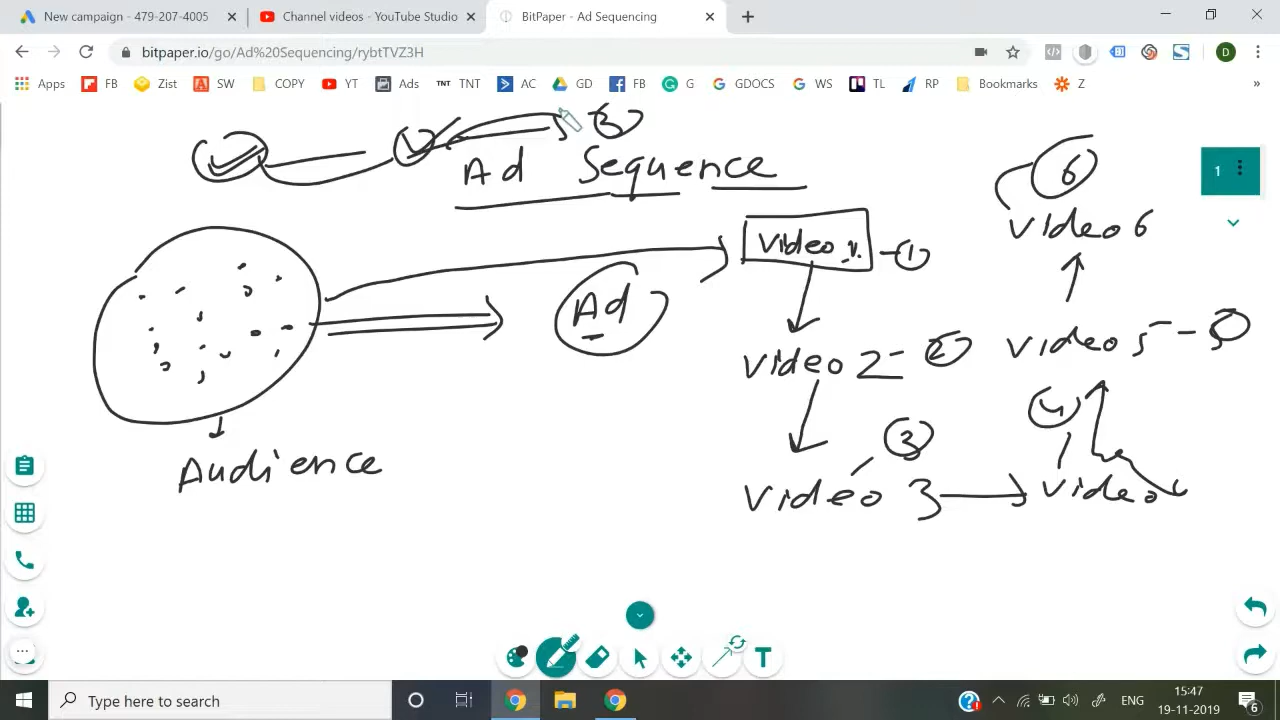 New campaign - 479-207-4005
Channel videos - YouTube Studio
BitPaper - Ad Sequencing
bitpaper.io/go/Ad%20Sequencing/rybtTVZ3H
D
Apps FB Zist SW COPY YT Ads TNT TNT AC GD FB G GDOCS WS TL RP Bookmarks Z »
3
Ad Sequence
6
1
video 6
video 1. - 1
Ad
video 2 - 2
video 5 - 5
4
3
Audience
video 3
video
T
Type here to search
ENG
15:47
19-11-2019
6